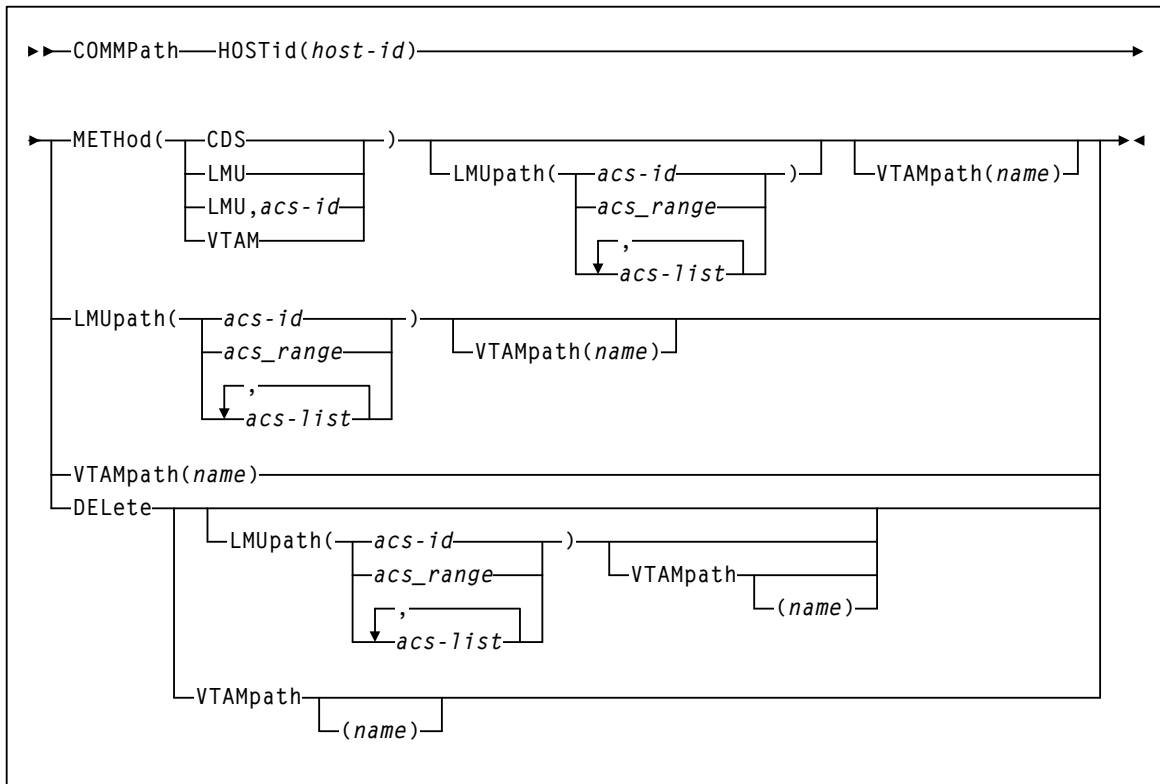 COMMPath HOSTid(host-id)
METHod( CDS ) LMUpath( acs-id ) VTAMpath(name)
LMU acs_range
LMU,acs-id ,
VTAM acs-list
LMUpath( acs-id ) VTAMpath(name)
acs_range
,
acs-list
VTAMpath(name)
DELete
LMUpath( acs-id ) VTAMpath
acs_range (name)
,
acs-list
VTAMpath
(name)